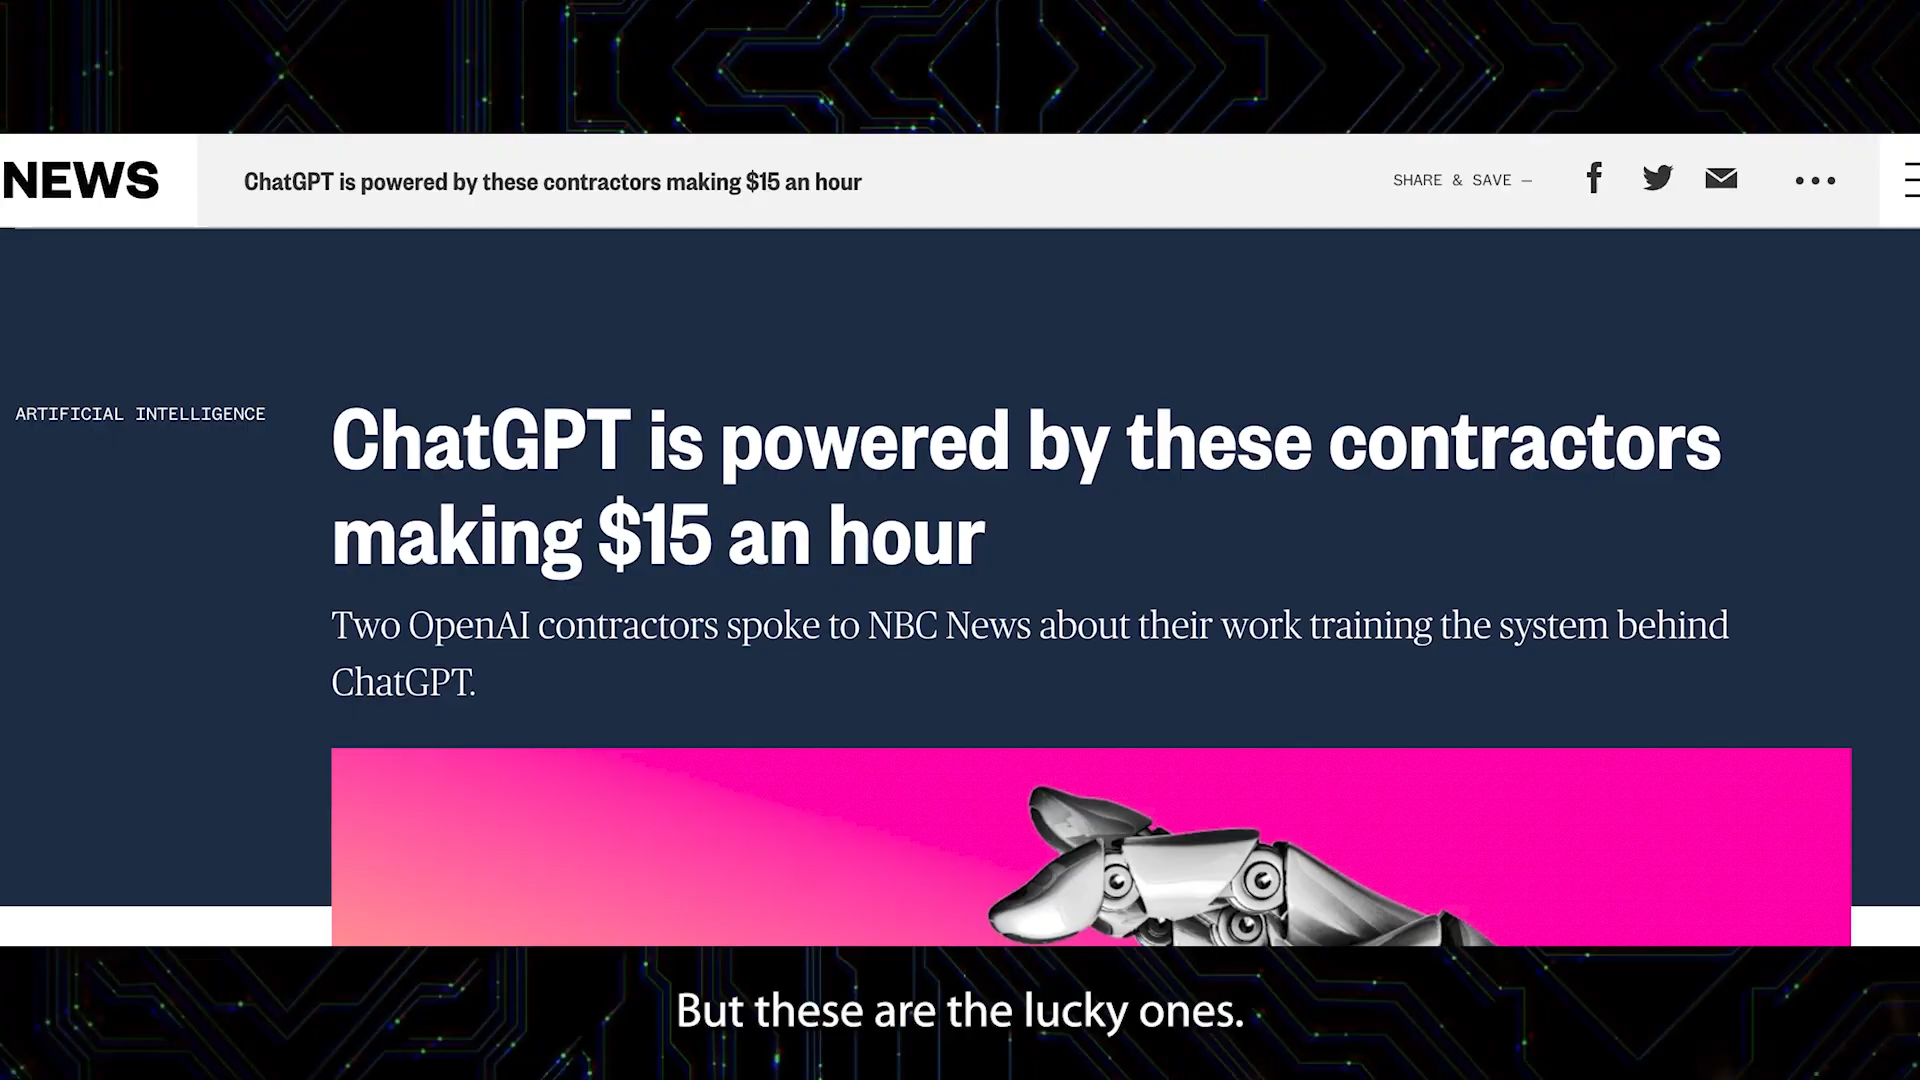 NEWS
ChatGPT is powered by these contractors making $15 an hour
SHARE & SAVE —
ARTIFICIAL INTELLIGENCE
ChatGPT is powered by these contractors
making $15 an hour
Two OpenAI contractors spoke to NBC News about their work training the system behind
ChatGPT.
But these are the lucky ones.